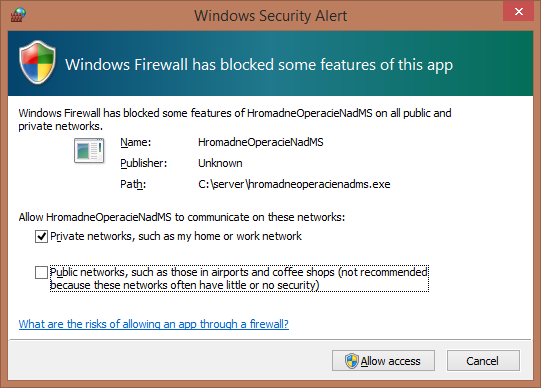 Windows Security Alert
Windows Firewall has blocked some features of this app
Windows Firewall has blocked some features of HromadneOperacieNadMS on all public and
private networks.
Name: HromadneOperacieNadMS
Publisher: Unknown
Path: C:\server\hromadneoperacienadms.exe
Allow HromadneOperacieNadMS to communicate on these networks:
Private networks, such as my home or work network
Public networks, such as those in airports and coffee shops (not recommended
because these networks often have little or no security)
What are the risks of allowing an app through a firewall?
Allow access Cancel